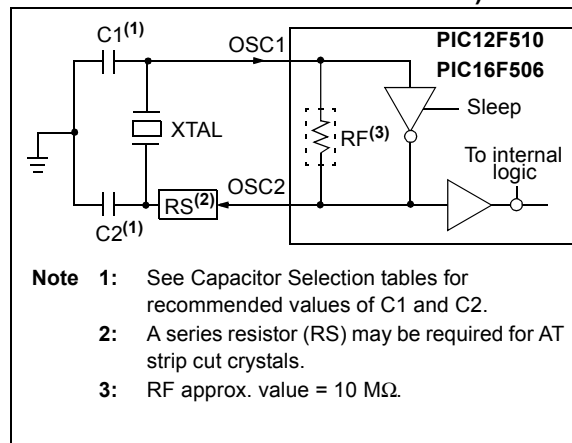 C1(1)
OSC1
PIC12F510
PIC16F506
Sleep
XTAL
RF(3)
To internal
logic
OSC2
RS(2)
C2(1)
Note 1: See Capacitor Selection tables for
recommended values of C1 and C2.
2: A series resistor (RS) may be required for AT
strip cut crystals.
3: RF approx. value = 10 MΩ.